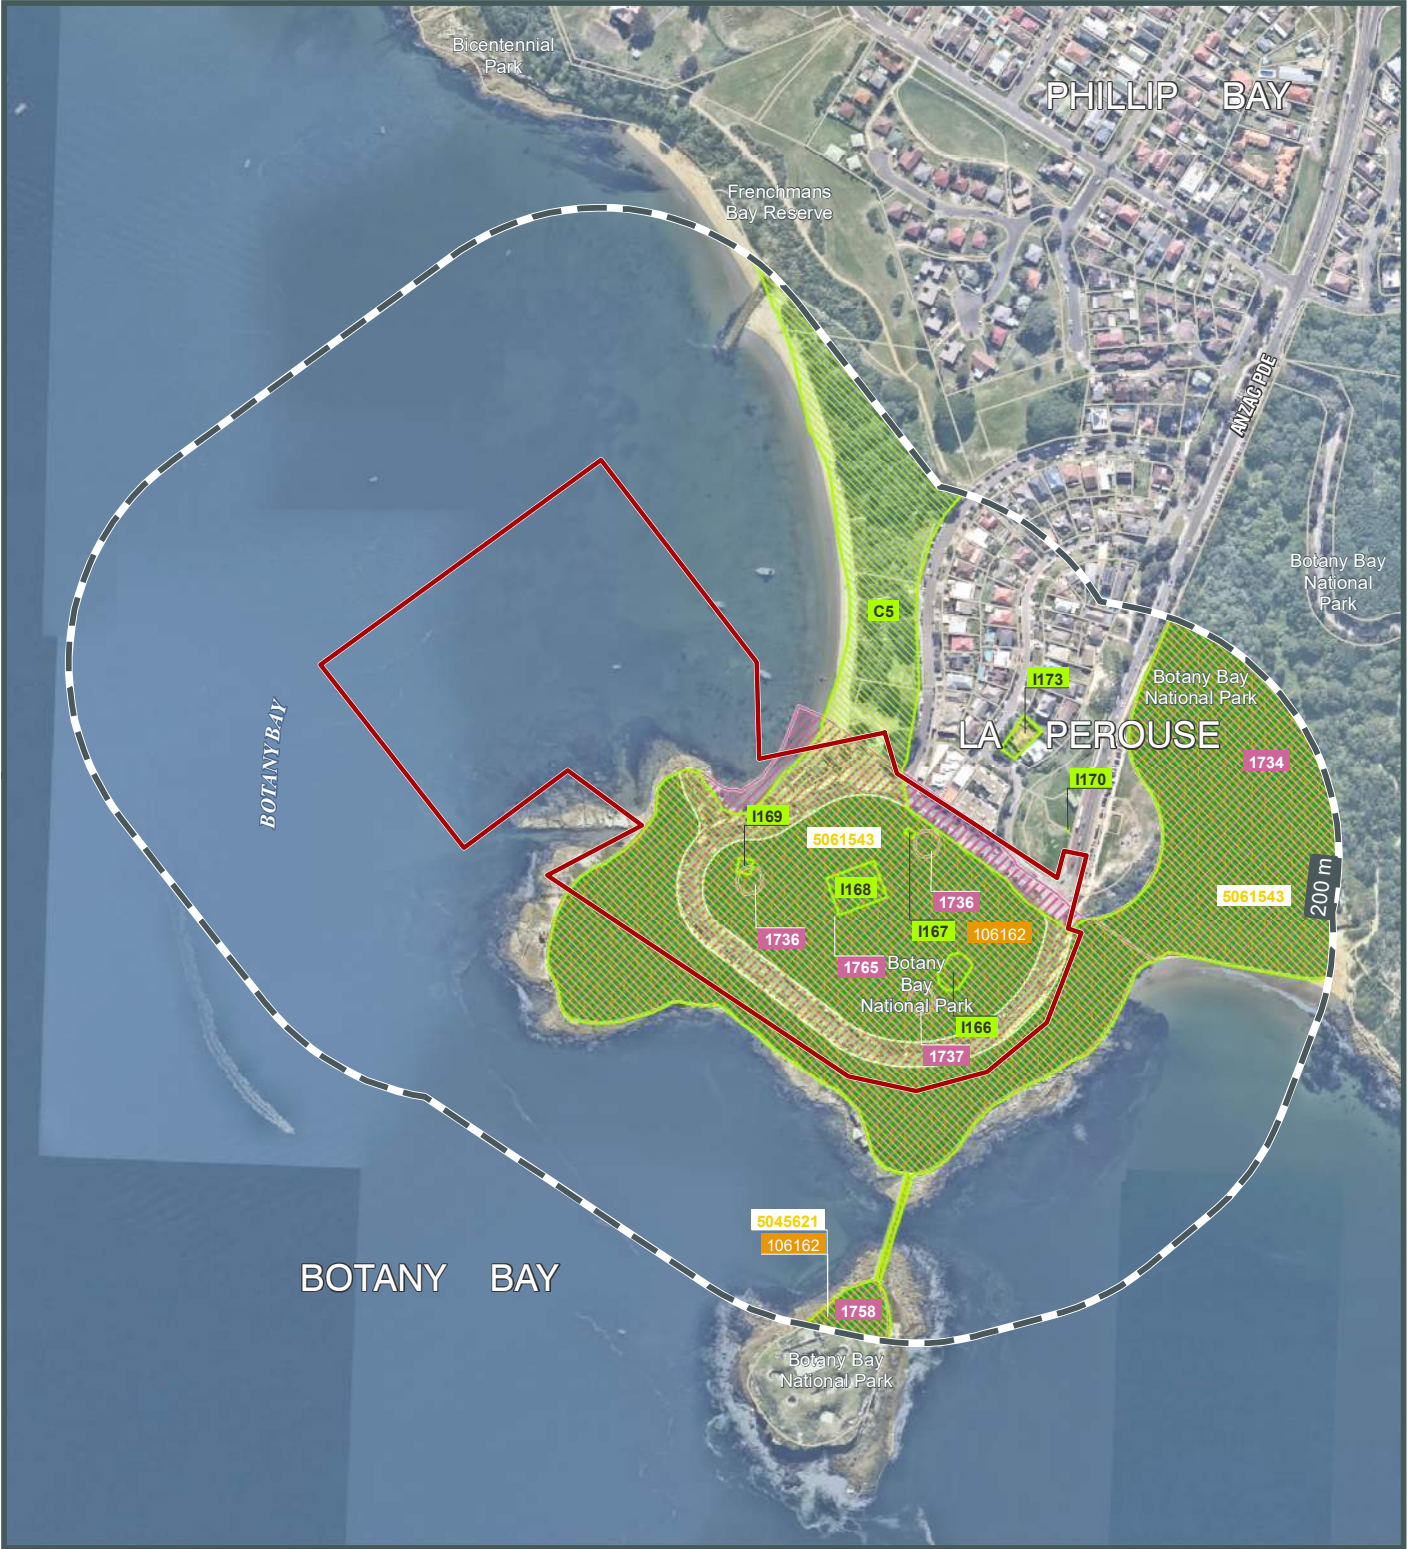 Bicentennial
Park
PHILLIP BAY
Frenchmans
Bay Reserve
ANZAC PDE
Botany Bay
National
Park
C5
I173
Botany Bay
National Park
LA PEROUSE
1734
BOTANY BAY
I170
I169
5061543
I168
200 m
5061543
1736
1736
I167
106162
1765
Botany
Bay
National Park
I166
1737
5045621
106162
BOTANY BAY
1758
Botany Bay
National Park